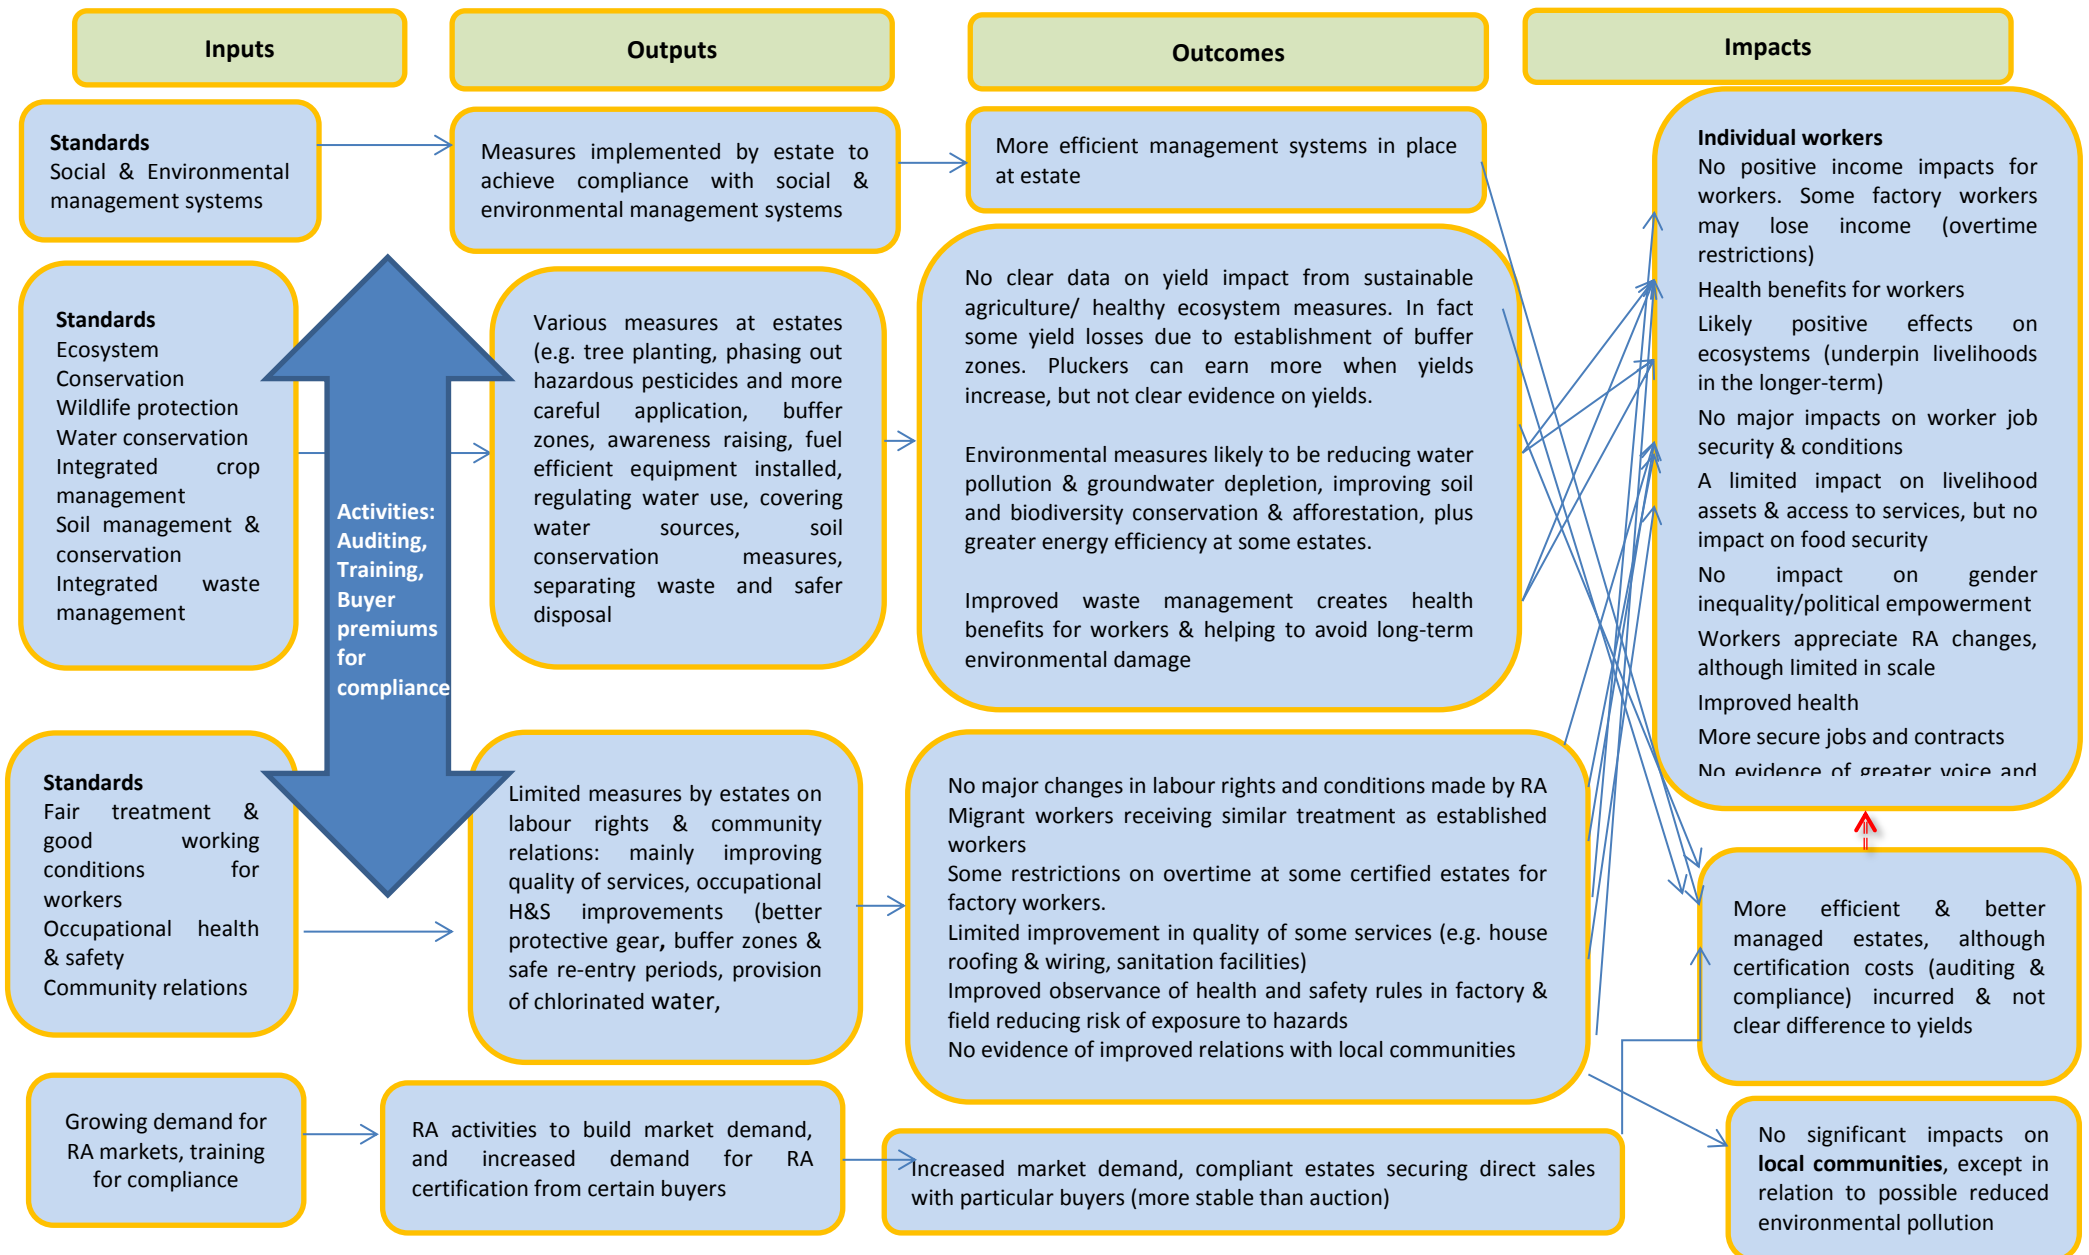 Inputs
Outputs
Outcomes
Impacts
Standards
Social & Environmental
management systems
Measures implemented by estate to
achieve compliance with social &
environmental management systems
More efficient management systems in place
at estate
Individual workers
No positive income impacts for
workers. Some factory workers
may lose income (overtime
restrictions)
Health benefits for workers
Likely positive effects on
ecosystems (underpin livelihoods
in the longer-term)
No major impacts on worker job
security & conditions
A limited impact on livelihood
assets & access to services, but no
impact on food security
No impact on gender
inequality/political empowerment
Workers appreciate RA changes,
although limited in scale
Improved health
More secure jobs and contracts
No evidence of greater voice and
Standards
Ecosystem
Conservation
Wildlife protection
Water conservation
Integrated crop
management
Soil management &
conservation
Integrated waste
management
Activities:
Auditing,
Training,
Buyer
premiums
for
compliance
Various measures at estates
(e.g. tree planting, phasing out
hazardous pesticides and more
careful application, buffer
zones, awareness raising, fuel
efficient equipment installed,
regulating water use, covering
water sources, soil
conservation measures,
separating waste and safer
disposal
No clear data on yield impact from sustainable
agriculture/ healthy ecosystem measures. In fact
some yield losses due to establishment of buffer
zones. Pluckers can earn more when yields
increase, but not clear evidence on yields.
Environmental measures likely to be reducing water
pollution & groundwater depletion, improving soil
and biodiversity conservation & afforestation, plus
greater energy efficiency at some estates.
Improved waste management creates health
benefits for workers & helping to avoid long-term
environmental damage
Standards
Fair treatment &
good working
conditions for
workers
Occupational health
& safety
Community relations
Limited measures by estates on
labour rights & community
relations: mainly improving
quality of services, occupational
H&S improvements (better
protective gear, buffer zones &
safe re-entry periods, provision
of chlorinated water,
No major changes in labour rights and conditions made by RA
Migrant workers receiving similar treatment as established
workers
Some restrictions on overtime at some certified estates for
factory workers.
Limited improvement in quality of some services (e.g. house
roofing & wiring, sanitation facilities)
Improved observance of health and safety rules in factory &
field reducing risk of exposure to hazards
No evidence of improved relations with local communities
More efficient & better
managed estates, although
certification costs (auditing &
compliance) incurred & not
clear difference to yields
Growing demand for
RA markets, training
for compliance
RA activities to build market demand,
and increased demand for RA
certification from certain buyers
Increased market demand, compliant estates securing direct sales
with particular buyers (more stable than auction)
No significant impacts on
local communities, except in
relation to possible reduced
environmental pollution